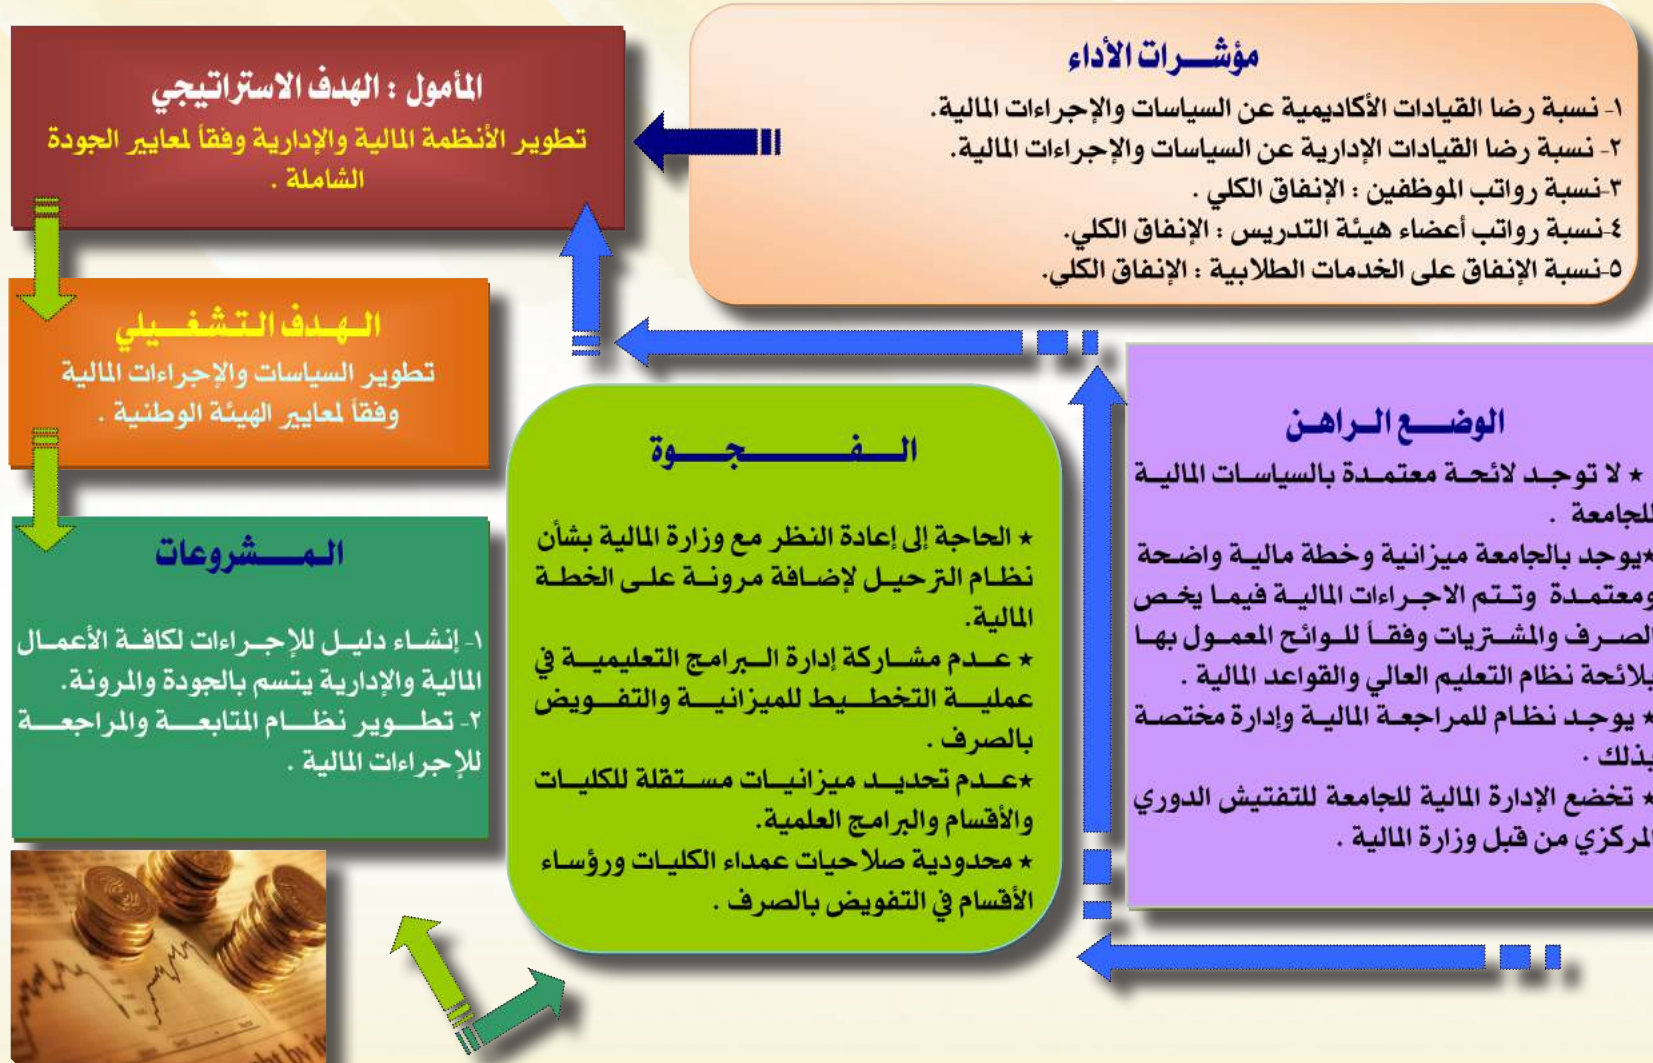 مؤشرات الأداء
١- نسبة رضا القيادات الأكاديمية عن السياسات والإجراءات المالية.
٢- نسبة رضا القيادات الإدارية عن السياسات والإجراءات المالية.
٣-نسبة رواتب الموظفين : الإنفاق الكلي .
٤-نسبة رواتب أعضاء هيئة التدريس : الإنفاق الكلي.
٥-نسبة الإنفاق على الخدمات الطلابية : الإنفاق الكلي.
المأمول : الهدف الاستراتيجي
تطوير الأنظمة المالية والإدارية وفقاً لمعايير الجودة
الشاملة .
الهدف التشغيلي
تطوير السياسات والإجراءات المالية
وفقاً لمعايير الهيئة الوطنية .
الوضع الراهن
* لا توجد لائحة معتمدة بالسياسات المالية
للجامعة .
*يوجد بالجامعة ميزانية وخطة مالية واضحة
ومعتمدة وتتم الاجراءات المالية فيما يخص
الصرف والمشتريات وفقاً للوائح المعمول بها
بلائحة نظام التعليم العالي والقواعد المالية .
* يوجد نظام للمراجعة المالية وإدارة مختصة
بذلك .
* تخضع الإدارة المالية للجامعة للتفتيش الدوري
المركزي من قبل وزارة المالية .
الفجوة
* الحاجة إلى إعادة النظر مع وزارة المالية بشأن
نظام الترحيل لإضافة مرونة على الخطة
المالية.
* عدم مشاركة إدارة البرامج التعليمية في
عملية التخطيط للميزانية والتفويض
بالصرف .
*عدم تحديد ميزانيات مستقلة للكليات
والأقسام والبرامج العلمية.
* محدودية صلاحيات عمداء الكليات ورؤساء
الأقسام في التفويض بالصرف .
المشروعات
١- إنشاء دليل للإجراءات لكافة الأعمال
المالية والإدارية يتسم بالجودة والمرونة.
٢- تطوير نظام المتابعة والمراجعة
للإجراءات المالية .